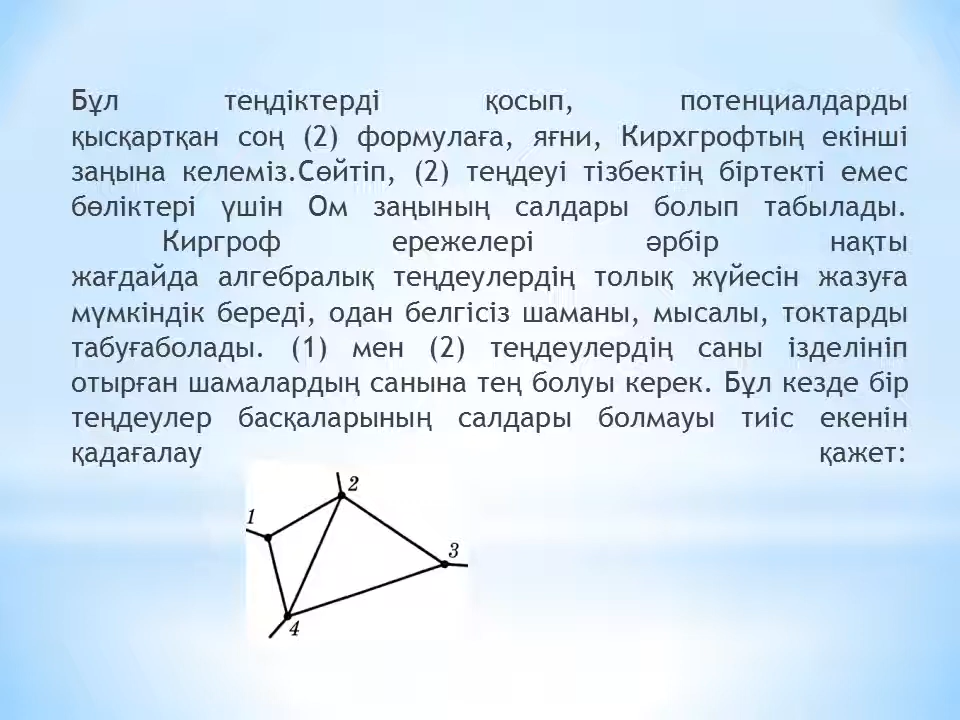 Бұл теңдіктерді қосып, потенциалдарды
қысқартқан соң (2) формулаға, яғни, Кирхгрофтың екінші
заңына келеміз.Сөйтіп, (2) теңдеуі тізбектің біртекті емес
бөліктері үшін Ом заңының салдары болып табылады.
Киргроф ережелері әрбір нақты
жағдайда алгебралық теңдеулердің толық жүйесін жазуға
мүмкіндік береді, одан белгісіз шаманы, мысалы, токтарды
табуғаболады. (1) мен (2) теңдеулердің саны ізделініп
отырған шамалардың санына тең болуы керек. Бұл кезде бір
теңдеулер басқаларының салдары болмауы тиіс екенін
қадағалау қажет:
2
1
3
4